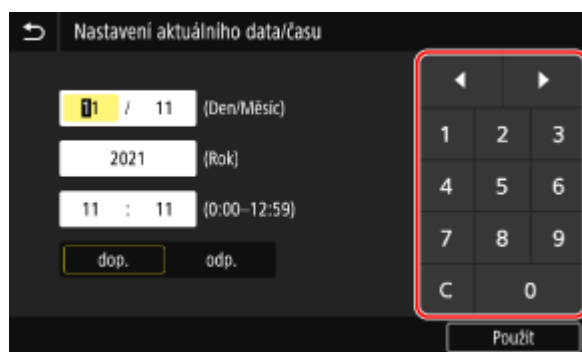 Nastavení aktuálního data/času
11 / 11 (Den/Měsíc)
2021 (Rok)
11 : 11 (0:00–12:59)
dop. odp.
1 2 3
4 5 6
7 8 9
C 0
Použít